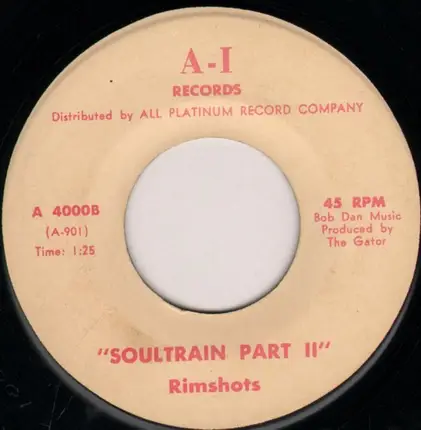 A-I
RECORDS
Distributed by ALL PLATINUM RECORD COMPANY
A 4000B
(A-901)
Time: 1:25
45 RPM
Bob Dan Music
Produced by
The Gator
"SOULTRAIN PART II"
Rimshots